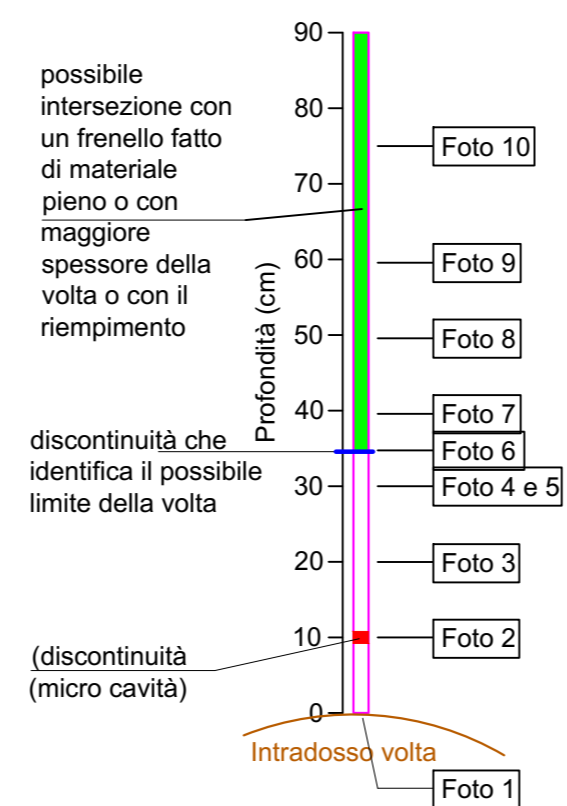 90
possibile
intersezione con
un frenello fatto
di materiale
pieno o con
maggiore
spessore della
volta o con il
riempimento
80
Foto 10
70
60
Foto 9
Profondità (cm)
50
Foto 8
40
Foto 7
discontinuità che
identifica il possibile
limite della volta
Foto 6
30
Foto 4 e 5
20
Foto 3
10
Foto 2
(discontinuità
(micro cavità)
0
Intradosso volta
Foto 1